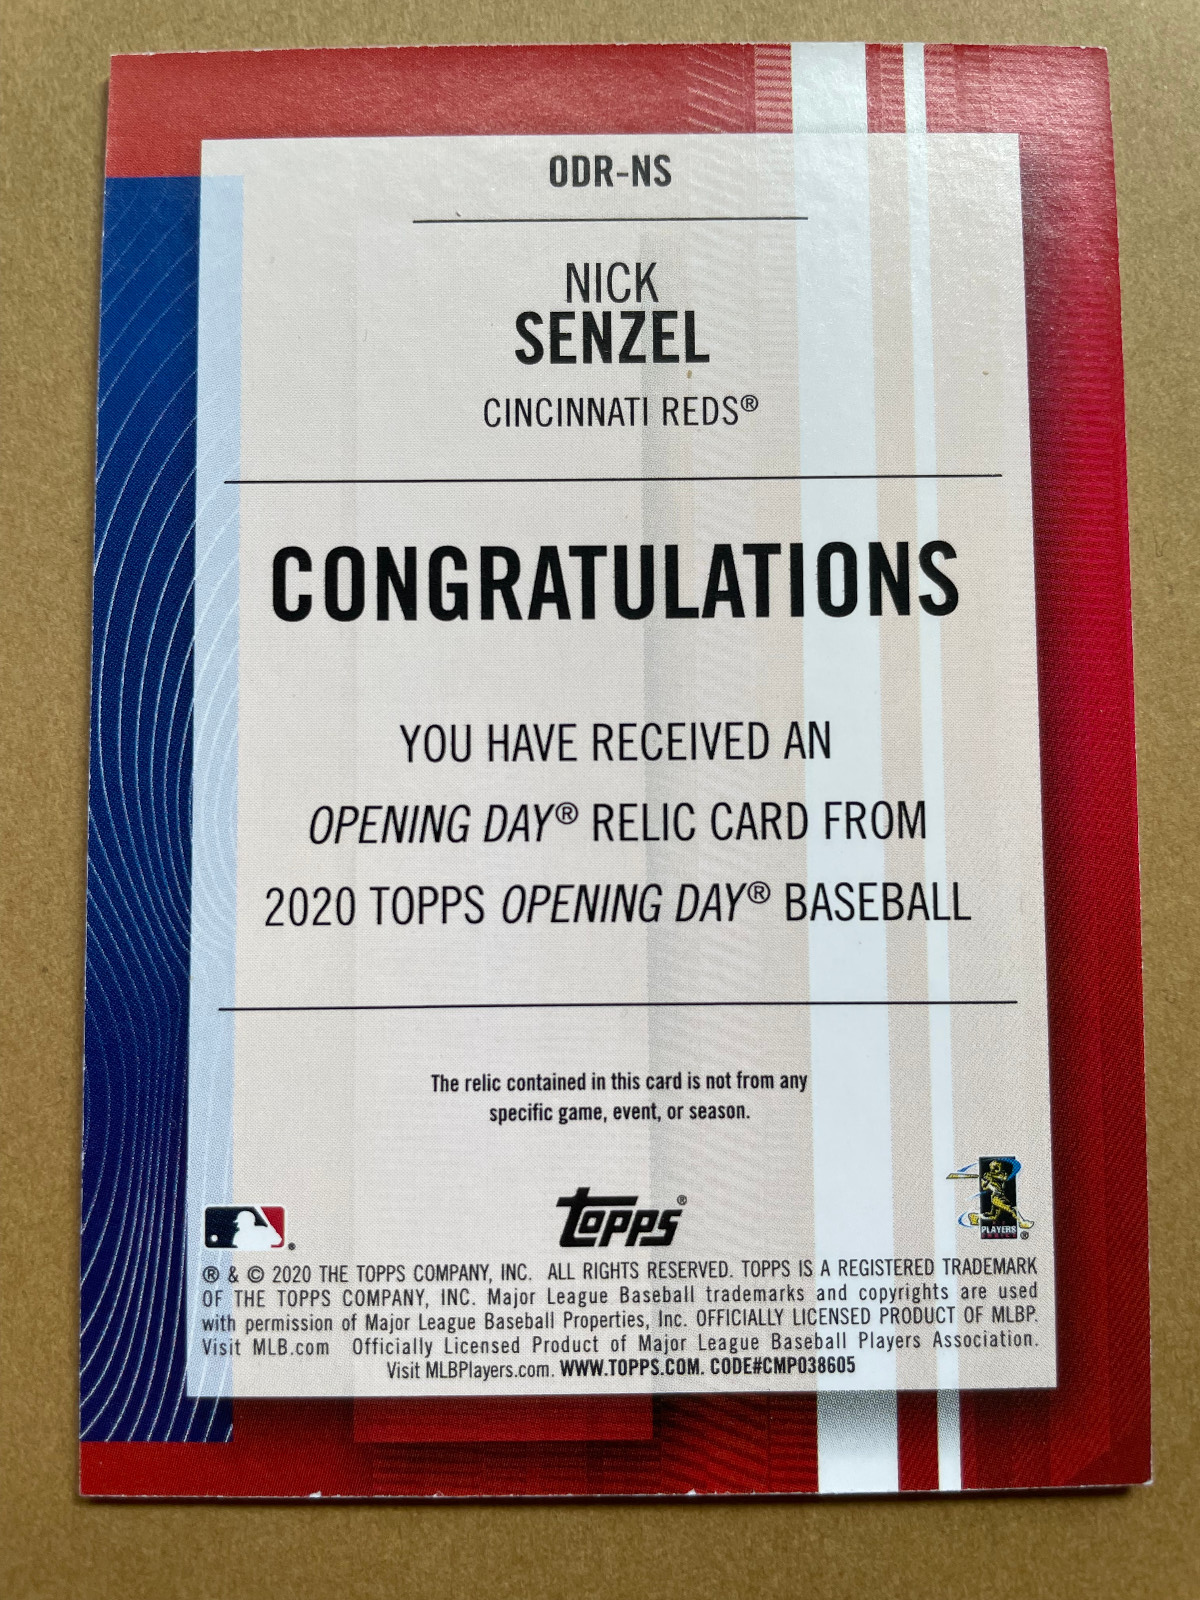 ODR-NS
NICK
SENZEL
CINCINNATI REDS®
CONGRATULATIONS
YOU HAVE RECEIVED AN
OPENING DAY® RELIC CARD FROM
2020 TOPPS OPENING DAY® BASEBALL
The relic contained in this card is not from any
specific game, event, or season.
topps®
PLAYERS
®
® & © 2020 THE TOPPS COMPANY, INC. ALL RIGHTS RESERVED. TOPPS IS A REGISTERED TRADEMARK
OF THE TOPPS COMPANY, INC. Major League Baseball trademarks and copyrights are used
with permission of Major League Baseball Properties, Inc. OFFICIALLY LICENSED PRODUCT OF MLBP.
Visit MLB.com Officially Licensed Product of Major League Baseball Players Association.
Visit MLBPlayers.com. WWW.TOPPS.COM. CODE#CMP038605